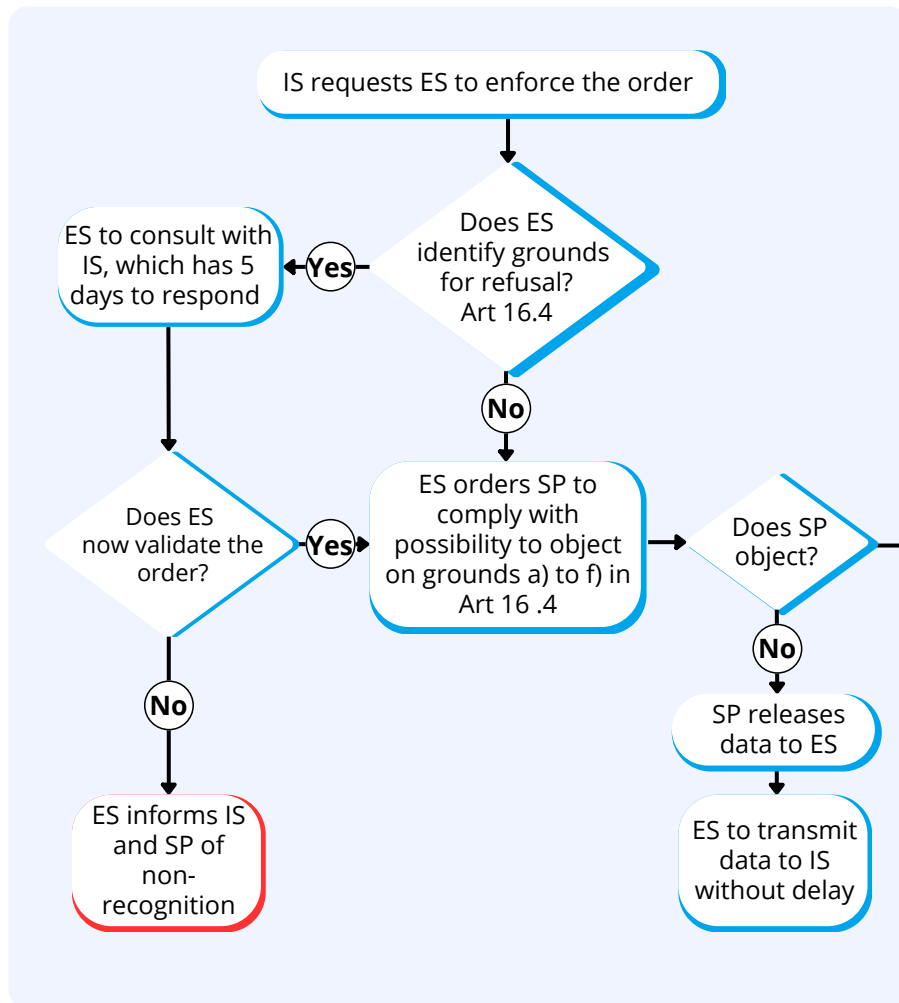 IS requests ES to enforce the order
Does ES
identify grounds
for refusal?
Art 16.4
Yes
ES to consult with
IS, which has 5
days to respond
No
Does ES
now validate the
order?
Yes
ES orders SP to
comply with
possibility to object
on grounds a) to f) in
Art 16 .4
Does SP
object?
No
No
SP releases
data to ES
ES informs IS
and SP of
non-
recognition
ES to transmit
data to IS
without delay